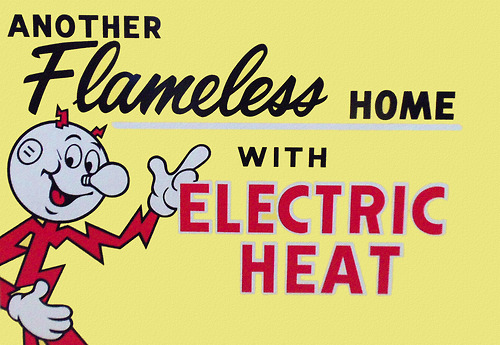 ANOTHER
Flameless HOME
WITH
ELECTRIC
HEAT